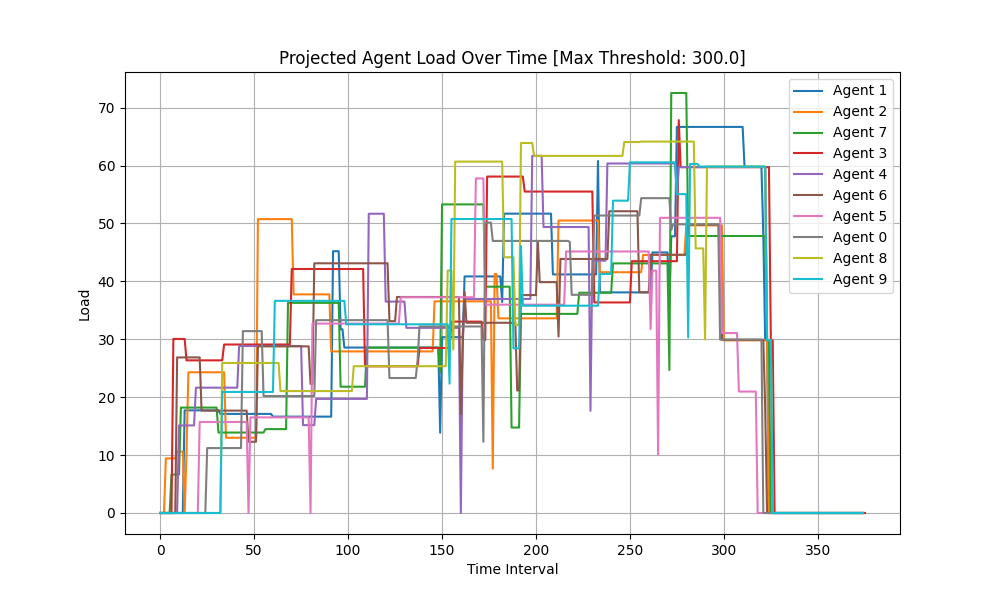 Projected Agent Load Over Time [Max Threshold: 300.0]
Load
70
60
50
40
30
20
10
0
0 50 100 150 200 250 300 350
Time Interval
Agent 1
Agent 2
Agent 7
Agent 3
Agent 4
Agent 6
Agent 5
Agent 0
Agent 8
Agent 9